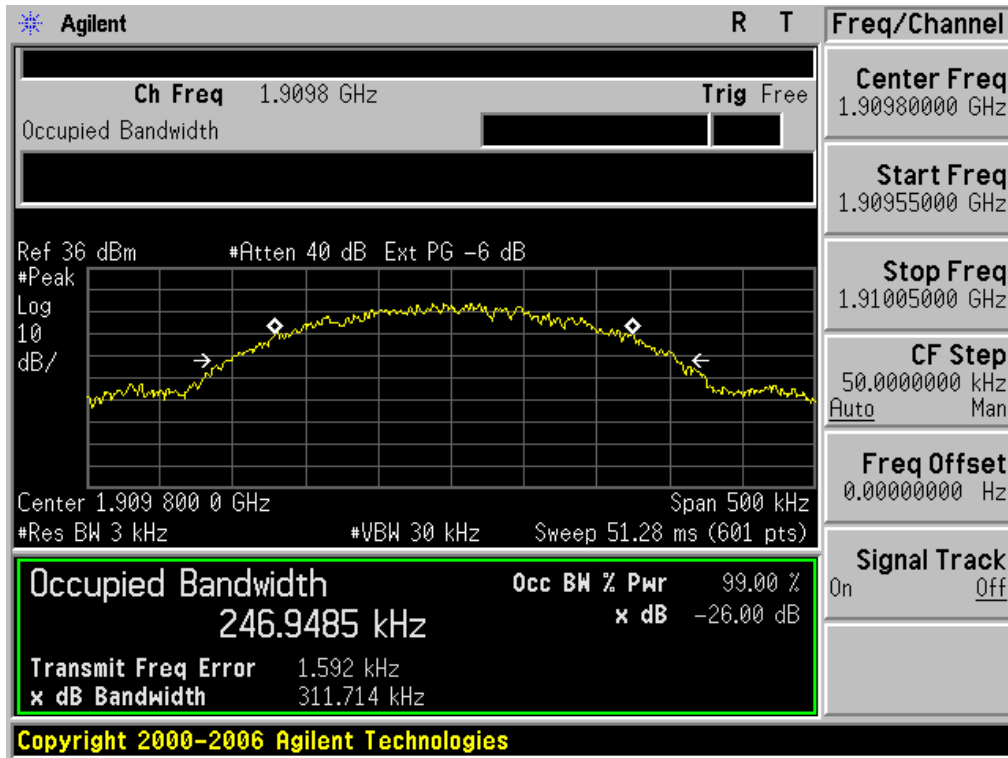 Agilent R T
Ch Freq 1.9098 GHz Trig Free
Occupied Bandwidth
Ref 36 dBm #Atten 40 dB Ext PG -6 dB
#Peak
Log
10
dB/
Center 1.909 800 0 GHz Span 500 kHz
#Res BW 3 kHz #VBW 30 kHz Sweep 51.28 ms (601 pts)
Occupied Bandwidth
246.9485 kHz
Occ BW % Pwr 99.00 %
x dB -26.00 dB
Transmit Freq Error 1.592 kHz
x dB Bandwidth 311.714 kHz
Copyright 2000-2006 Agilent Technologies
Freq/Channel
Center Freq
1.90980000 GHz
Start Freq
1.90955000 GHz
Stop Freq
1.91005000 GHz
CF Step
50.0000000 kHz
Auto Man
Freq Offset
0.00000000 Hz
Signal Track
On Off